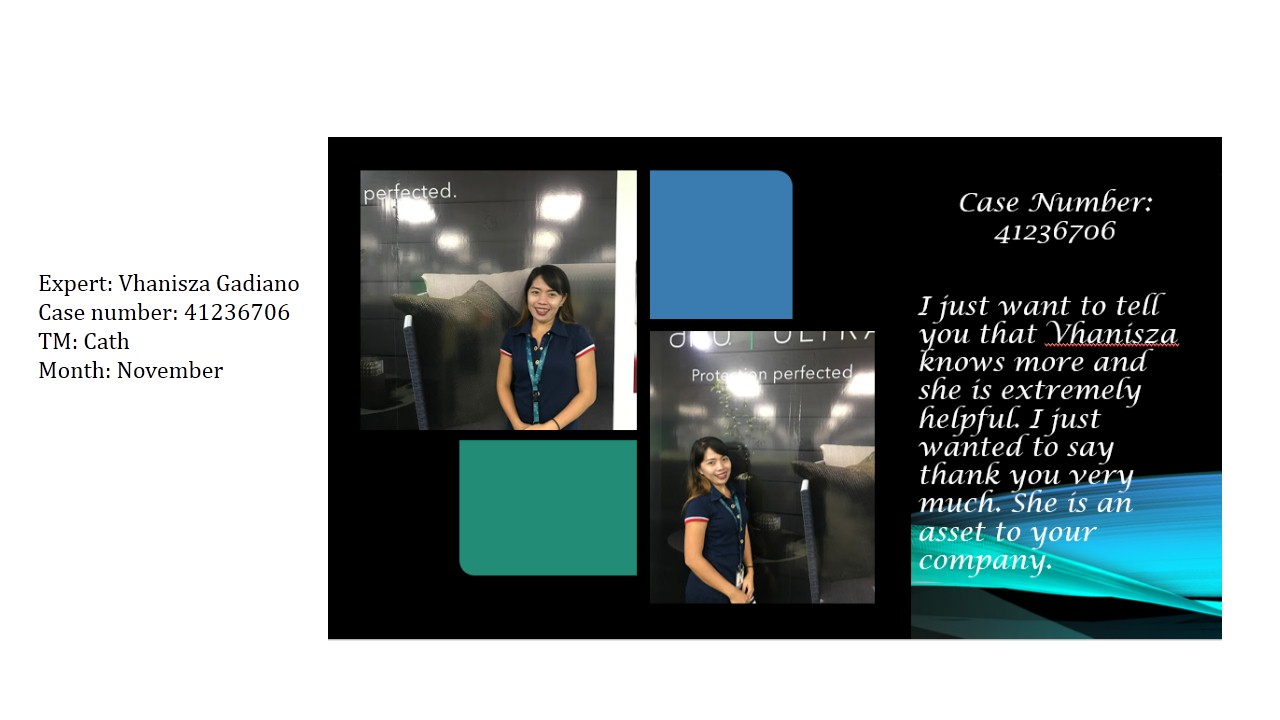 Expert: Vhanisza Gadiano
Case number: 41236706
TM: Cath
Month: November
perfected.
ULTRA
Protection perfected
Case Number:
41236706
I just want to tell
you that Vhanisza
knows more and
she is extremely
helpful. I just
wanted to say
thank you very
much. She is an
asset to your
company.